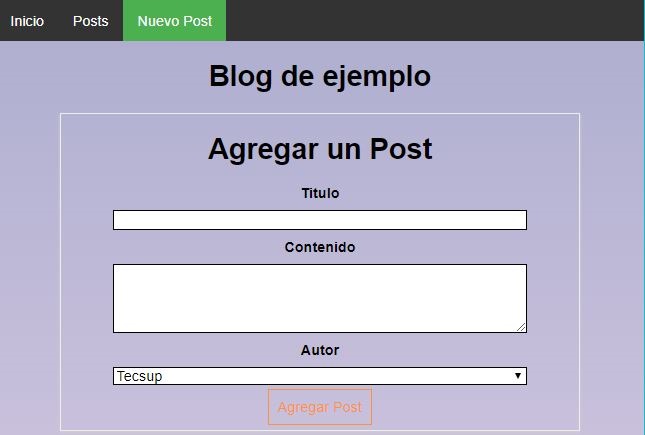 Inicio Posts Nuevo Post
Blog de ejemplo
Agregar un Post
Titulo
Contenido
Autor
Tecsup
Agregar Post